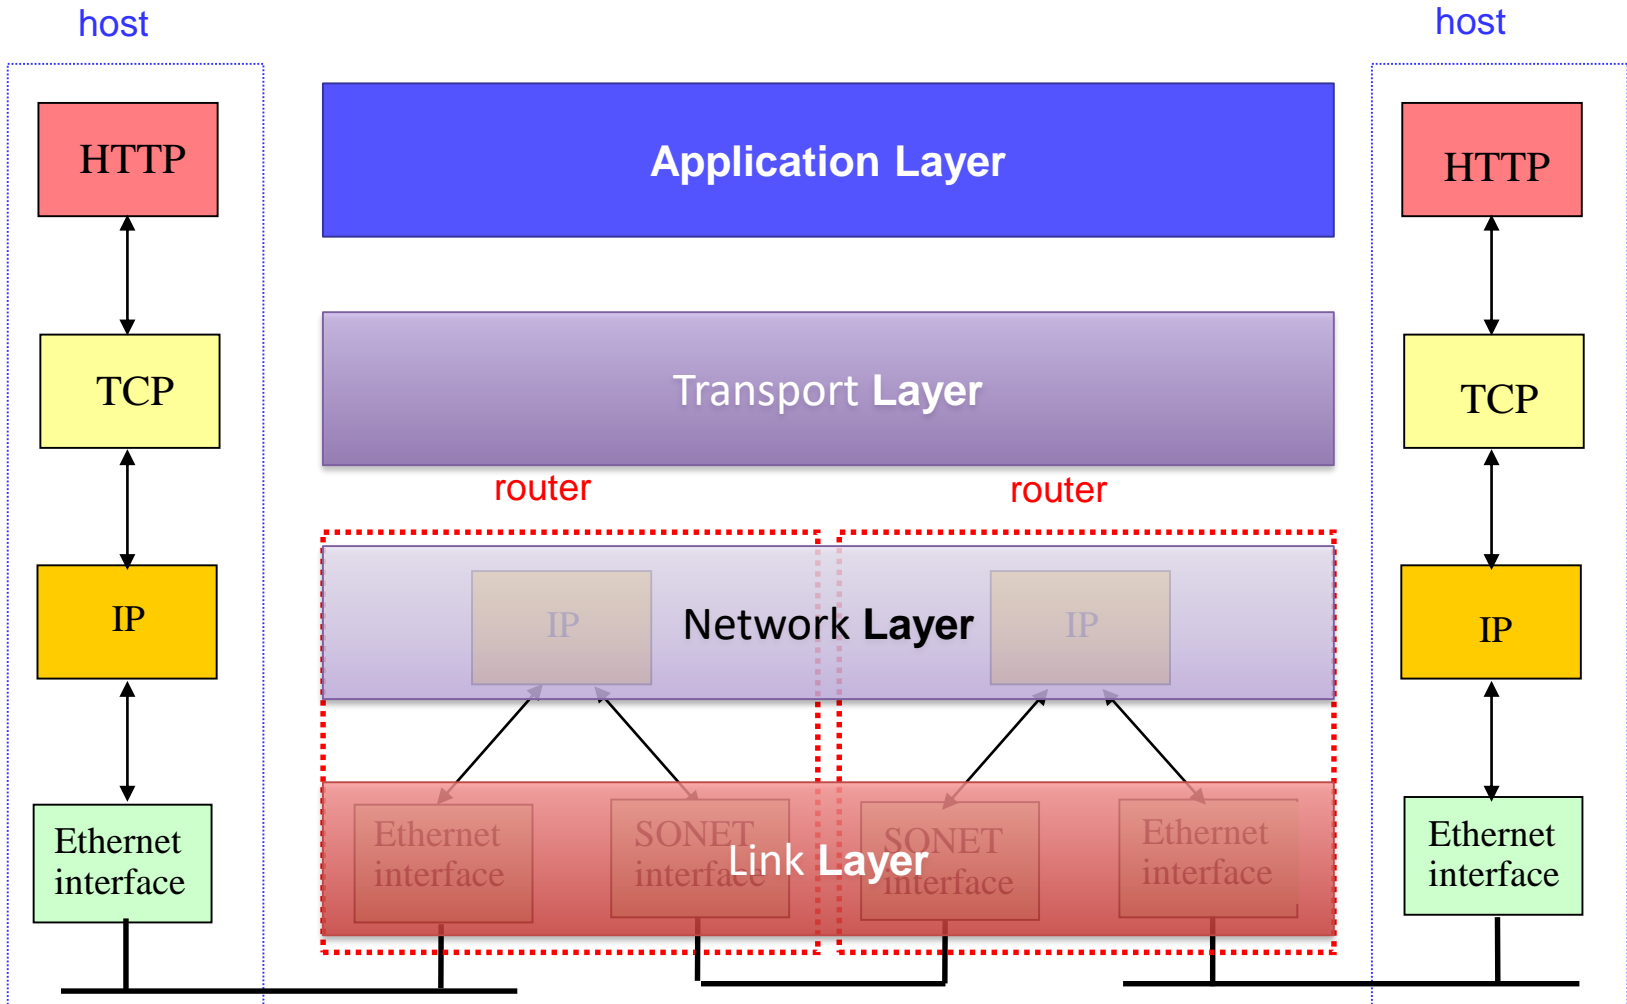 host
host
HTTP
Application Layer
HTTP
TCP
Transport Layer
TCP
router
router
IP
IP
Network Layer
IP
IP
Ethernet
interface
Ethernet
interface
SONET
interface
Link Layer
SONET
interface
Ethernet
interface
Ethernet
interface